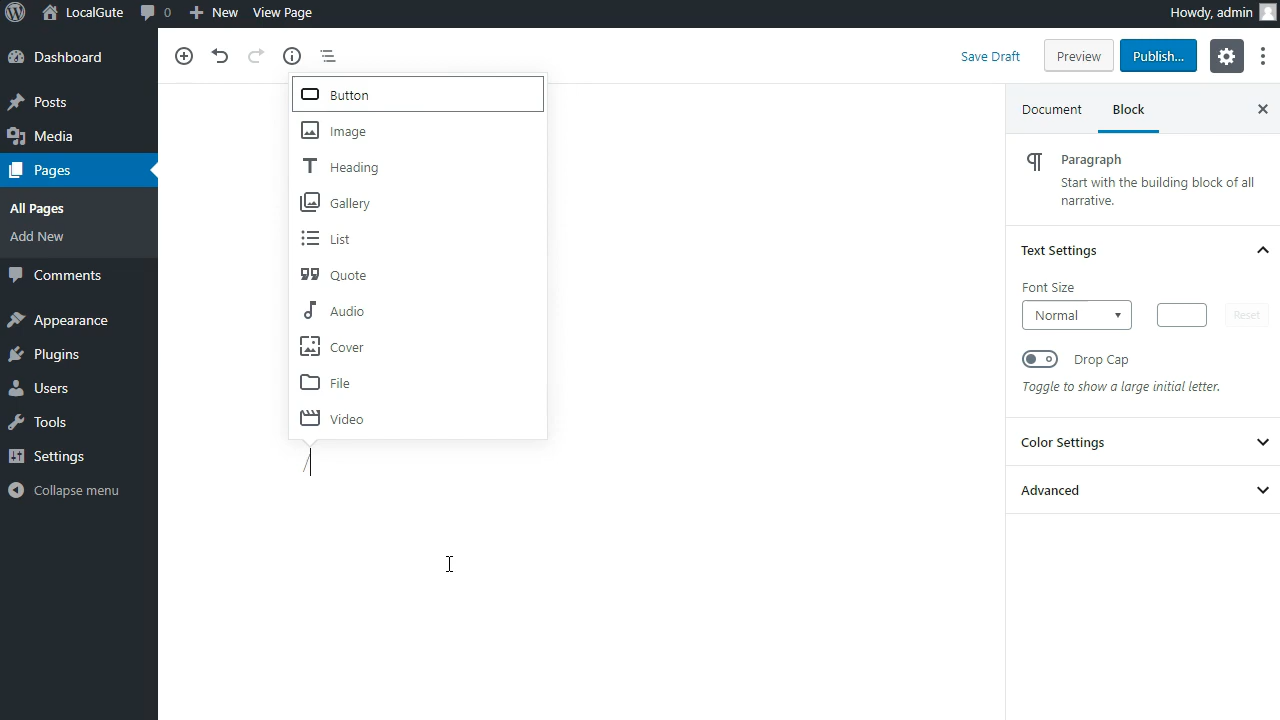 LocalGute 0 New View Page Howdy, admin
Dashboard
Posts
Media
Pages
All Pages
Add New
Comments
Appearance
Plugins
Users
Tools
Settings
Collapse menu
Save Draft Preview Publish...
Button
Image
Heading
Gallery
List
Quote
Audio
Cover
File
Video
/
Document Block
Paragraph
Start with the building block of all
narrative.
Text Settings
Font Size
Normal Reset
Drop Cap
Toggle to show a large initial letter.
Color Settings
Advanced